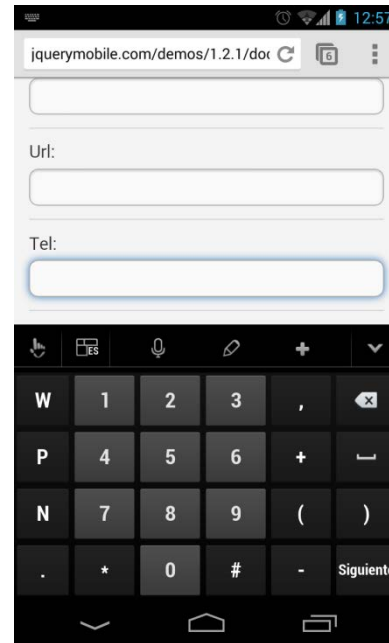 12:57
jquerymobile.com/demos/1.2.1/doc 6
Url:
Tel:
ES
W 1 2 3 ,
P 4 5 6 +
N 7 8 9 ( )
. * 0 # - Siguiente